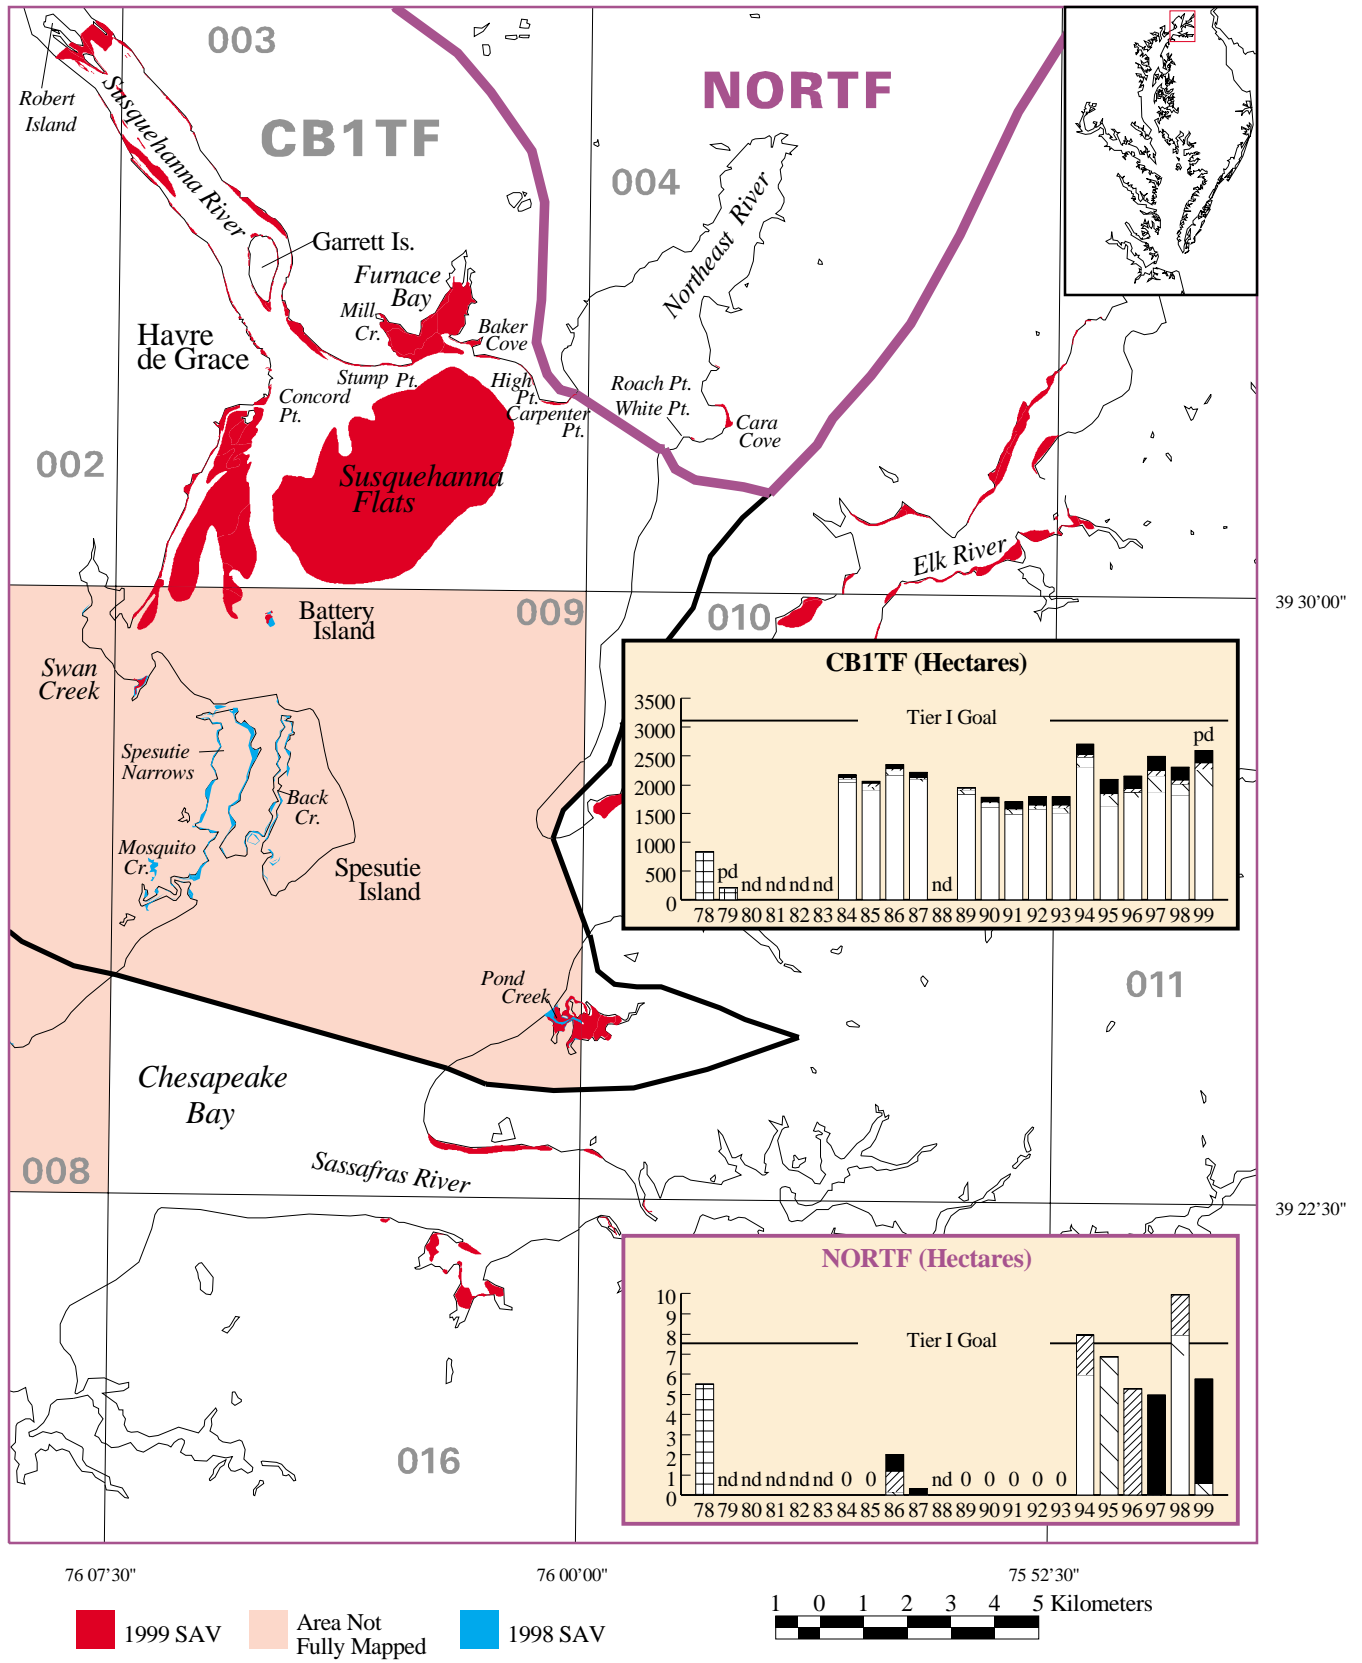 003
NORTF
Robert
Island
Susquehanna River
CB1TF
004
Northeast River
Garrett Is.
Furnace
Bay
Mill
Cr.
Baker
Cove
Havre
de Grace
Stump Pt.
High
Pt.
Roach Pt.
White Pt.
Concord
Pt.
Carpenter
Pt.
Cara
Cove
002
Susquehanna
Flats
Elk River
39 30'00"
Battery
Island
009
010
Swan
Creek
Spesutie
Narrows
Back
Cr.
Mosquito
Cr.
Spesutie
Island
CB1TF (Hectares)
3500
3000
2500
2000
1500
1000
500
0
Tier I Goal
pd
pd
nd nd nd nd
nd
78 79 80 81 82 83 84 85 86 87 88 89 90 91 92 93 94 95 96 97 98 99
Pond
Creek
011
Chesapeake
Bay
008
Sassafras River
39 22'30"
NORTF (Hectares)
10
9
8
7
6
5
4
3
2
1
0
Tier I Goal
nd nd nd nd nd 0 0 nd 0 0 0 0 0
78 79 80 81 82 83 84 85 86 87 88 89 90 91 92 93 94 95 96 97 98 99
016
76 07'30"
76 00'00"
75 52'30"
1999 SAV
Area Not
Fully Mapped
1998 SAV
1 0 1 2 3 4 5 Kilometers